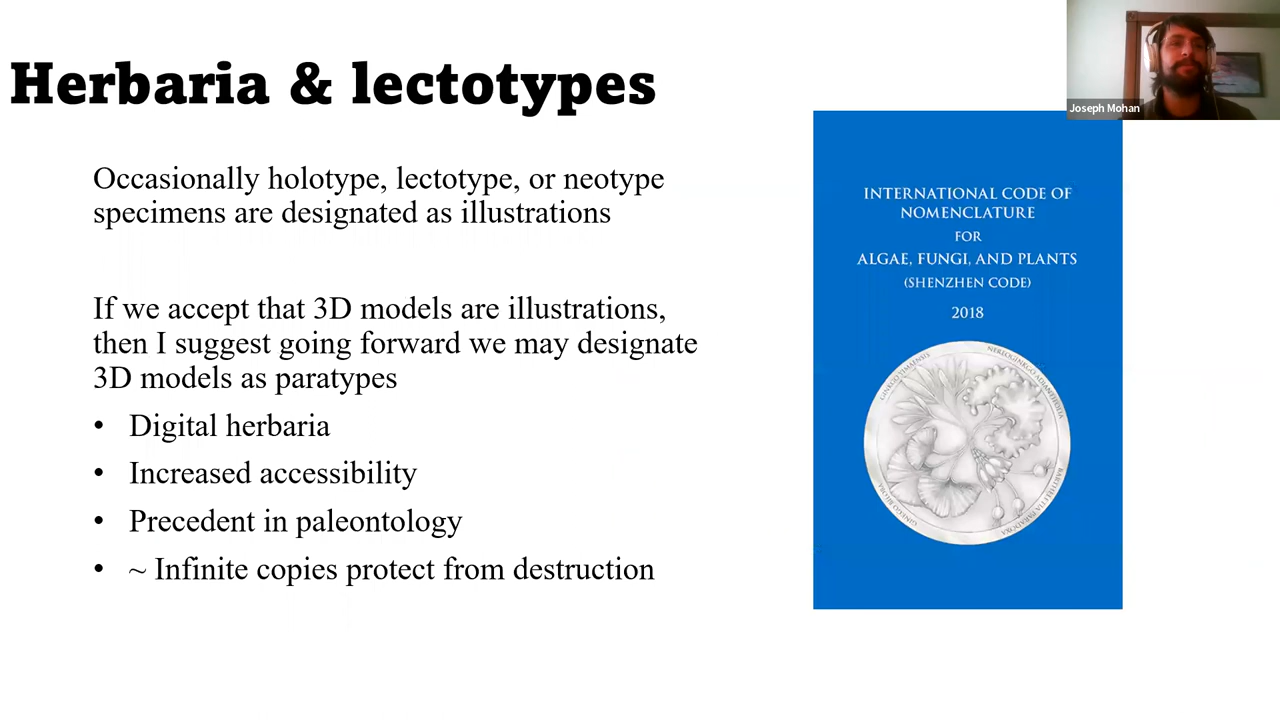 Herbaria & lectotypes
Joseph Mohan
Occasionally holotype, lectotype, or neotype
specimens are designated as illustrations
If we accept that 3D models are illustrations,
then I suggest going forward we may designate
3D models as paratypes
• Digital herbaria
• Increased accessibility
• Precedent in paleontology
• ~ Infinite copies protect from destruction
INTERNATIONAL CODE OF
NOMENCLATURE
FOR
ALGAE, FUNGI, AND PLANTS
(SHENZHEN CODE)
2018
GINKGO BILOBA